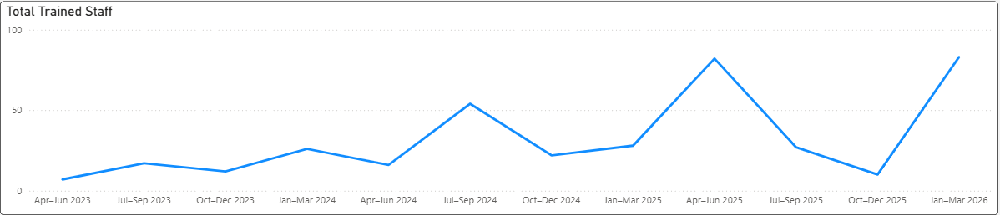 Total Trained Staff
100
50
0
Apr–Jun 2023 Jul–Sep 2023 Oct–Dec 2023 Jan–Mar 2024 Apr–Jun 2024 Jul–Sep 2024 Oct–Dec 2024 Jan–Mar 2025 Apr–Jun 2025 Jul–Sep 2025 Oct–Dec 2025 Jan–Mar 2026